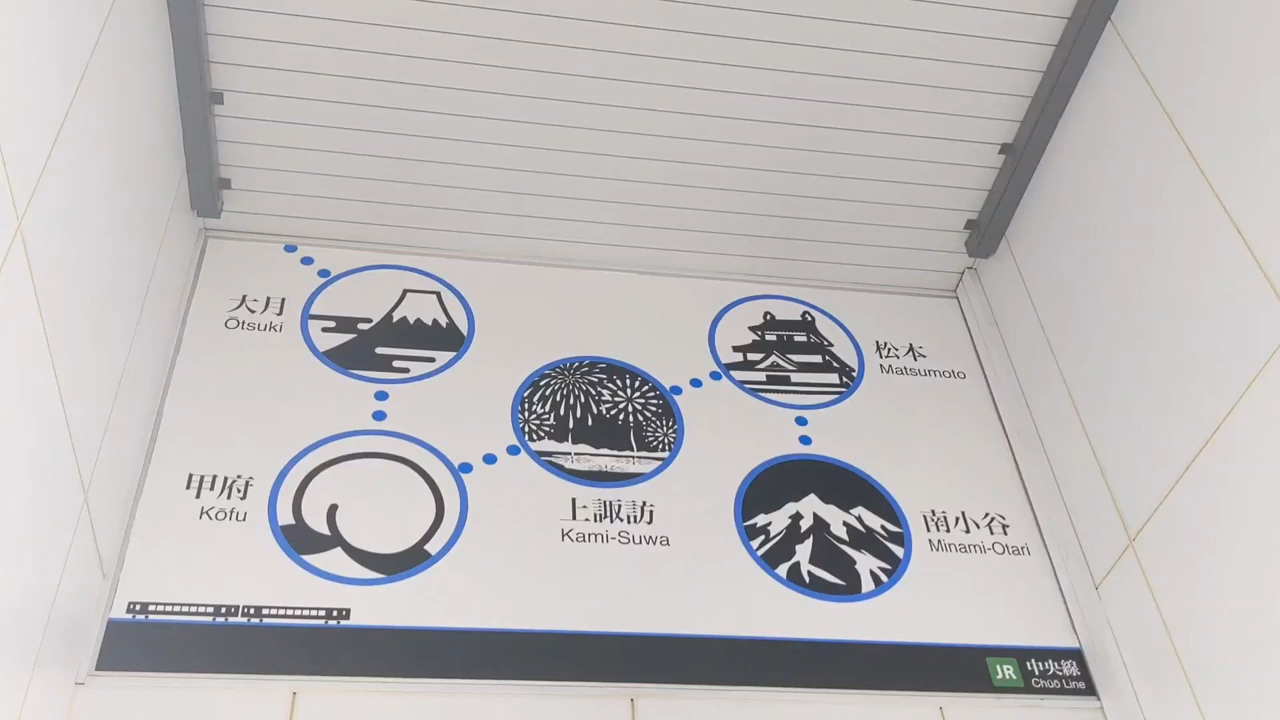 大月
Ōtsuki
甲府
Kōfu
上諏訪
Kami-Suwa
松本
Matsumoto
南小谷
Minami-Otari
JR 中央線
Chūō Line